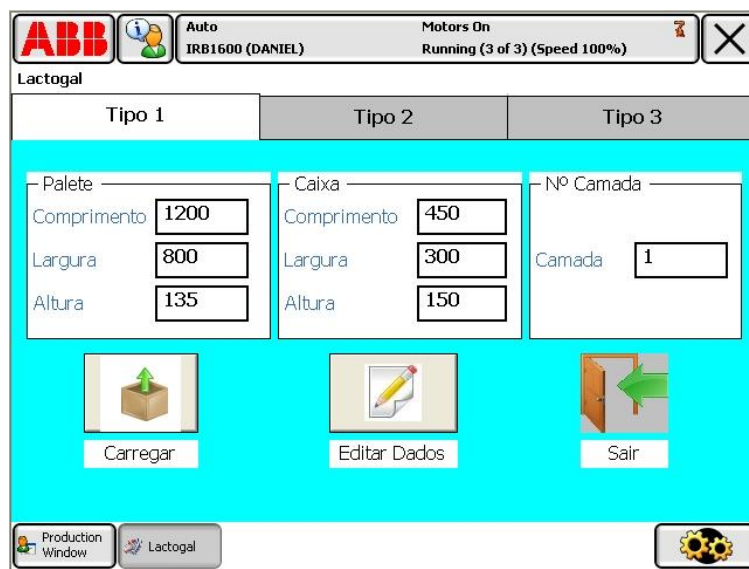 ABB
Auto
IRB1600 (DANIEL)
Motors On
Running (3 of 3) (Speed 100%)
Lactogal
Tipo 1
Tipo 2
Tipo 3
Palete
Comprimento 1200
Largura 800
Altura 135
Caixa
Comprimento 450
Largura 300
Altura 150
Nº Camada
Camada 1
Carregar
Editar Dados
Sair
Production
Window
Lactogal